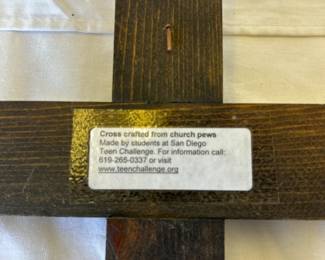 Cross crafted from church pews
Made by students at San Diego
Teen Challenge. For information call:
619-265-0337 or visit
www.teenchallenge.org